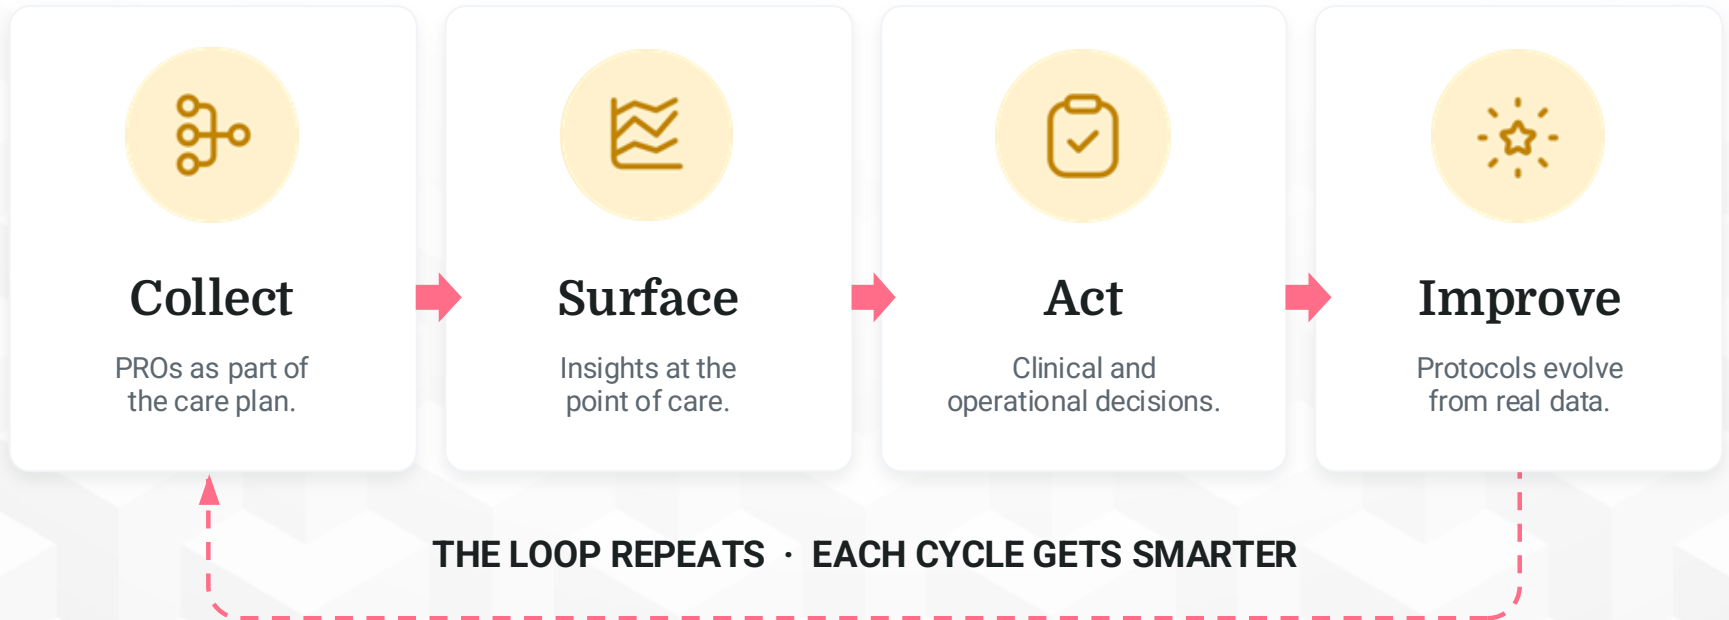 Collect
PROs as part of
the care plan.
Surface
Insights at the
point of care.
Act
Clinical and
operational decisions.
Improve
Protocols evolve
from real data.
THE LOOP REPEATS · EACH CYCLE GETS SMARTER